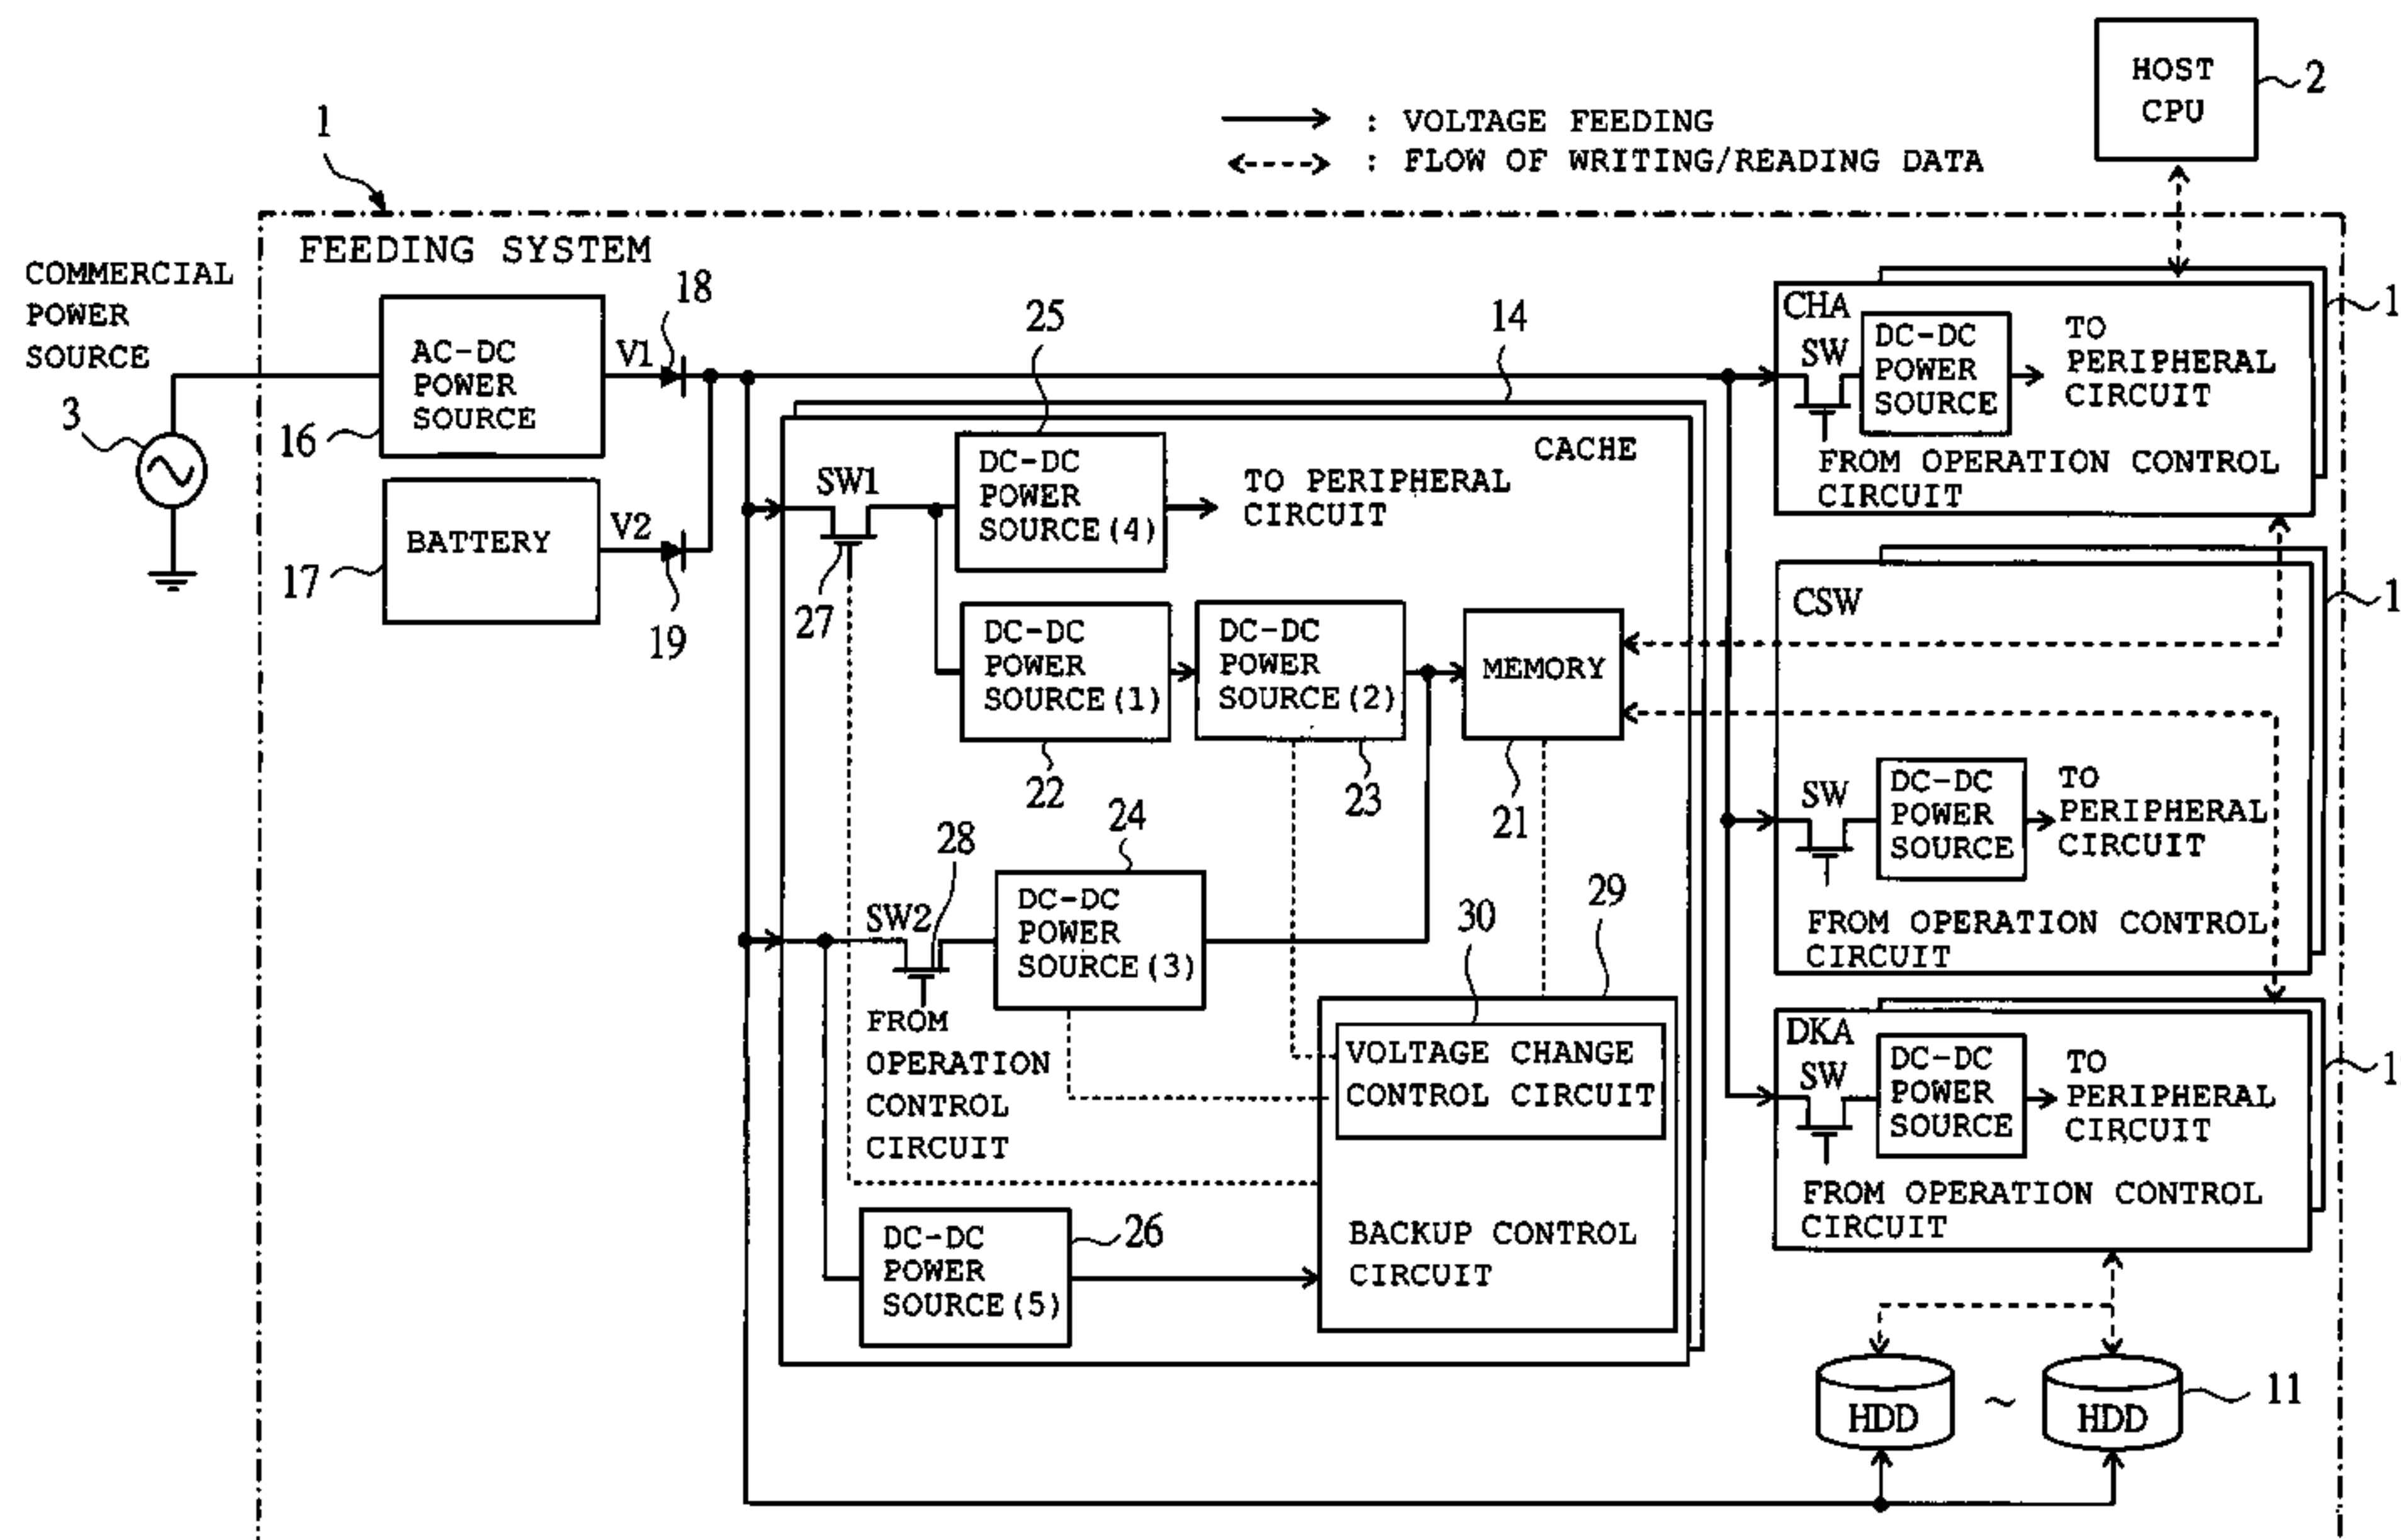 HOST
CPU
2
: VOLTAGE FEEDING
: FLOW OF WRITING/READING DATA
1
FEEDING SYSTEM
COMMERCIAL
POWER
SOURCE
3
AC-DC
POWER
SOURCE
16
V1
18
BATTERY
17
V2
19
14
CACHE
25
SW1
27
DC-DC
POWER
SOURCE(4)
TO PERIPHERAL
CIRCUIT
DC-DC
POWER
SOURCE(1)
22
DC-DC
POWER
SOURCE(2)
23
MEMORY
21
28
SW2
FROM
OPERATION
CONTROL
CIRCUIT
24
DC-DC
POWER
SOURCE(3)
29
30
VOLTAGE CHANGE
CONTROL CIRCUIT
BACKUP CONTROL
CIRCUIT
DC-DC
POWER
SOURCE(5)
26
CHA
SW
DC-DC
POWER
SOURCE
TO
PERIPHERAL
CIRCUIT
FROM OPERATION CONTROL
CIRCUIT
1
CSW
1
SW
DC-DC
POWER
SOURCE
TO
PERIPHERAL
CIRCUIT
FROM OPERATION CONTROL
CIRCUIT
DKA
SW
DC-DC
POWER
SOURCE
TO
PERIPHERAL
CIRCUIT
FROM OPERATION CONTROL
CIRCUIT
1
HDD
~
HDD
11